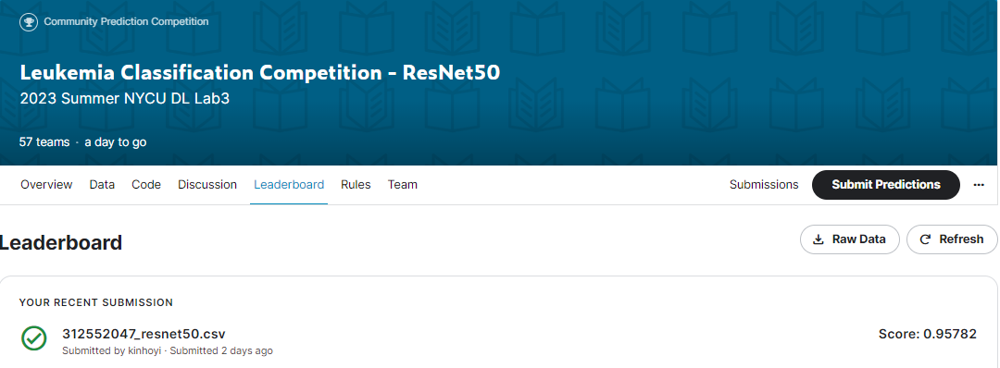 Community Prediction Competition
Leukemia Classification Competition - ResNet50
2023 Summer NYCU DL Lab3
57 teams · a day to go
Overview Data Code Discussion Leaderboard Rules Team Submissions Submit Predictions ...
Leaderboard Raw Data Refresh
YOUR RECENT SUBMISSION
312552047_resnet50.csv Score: 0.95782
Submitted by kinhoyi · Submitted 2 days ago